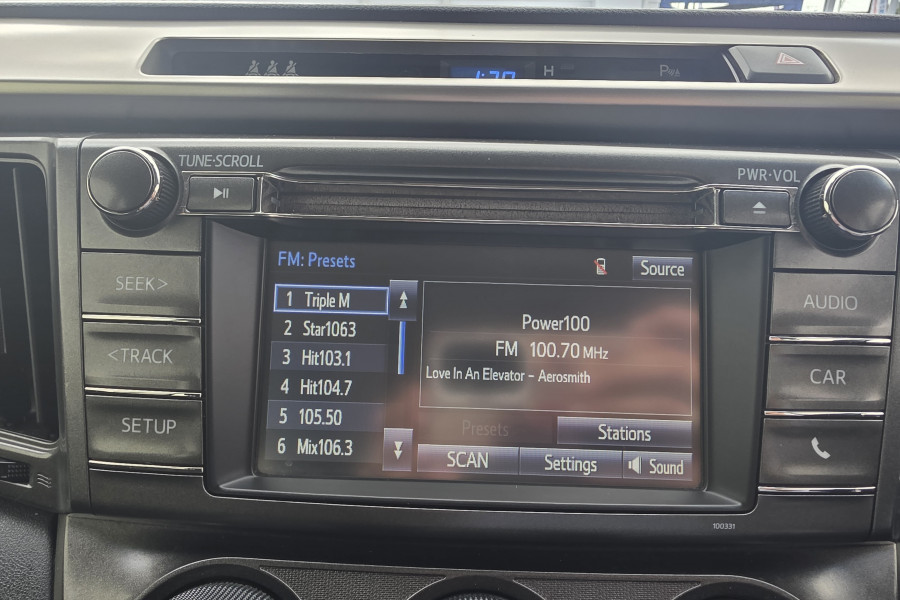 H
TUNE·SCROLL
PWR·VOL
FM: Presets
Source
1 Triple M
2 Star1063
3 Hit103.1
4 Hit104.7
5 105.50
6 Mix106.3
Power100
FM 100.70 MHz
Love In An Elevator - Aerosmith
Presets
Stations
SCAN
Settings
Sound
SEEK>
<TRACK
SETUP
AUDIO
CAR
100331